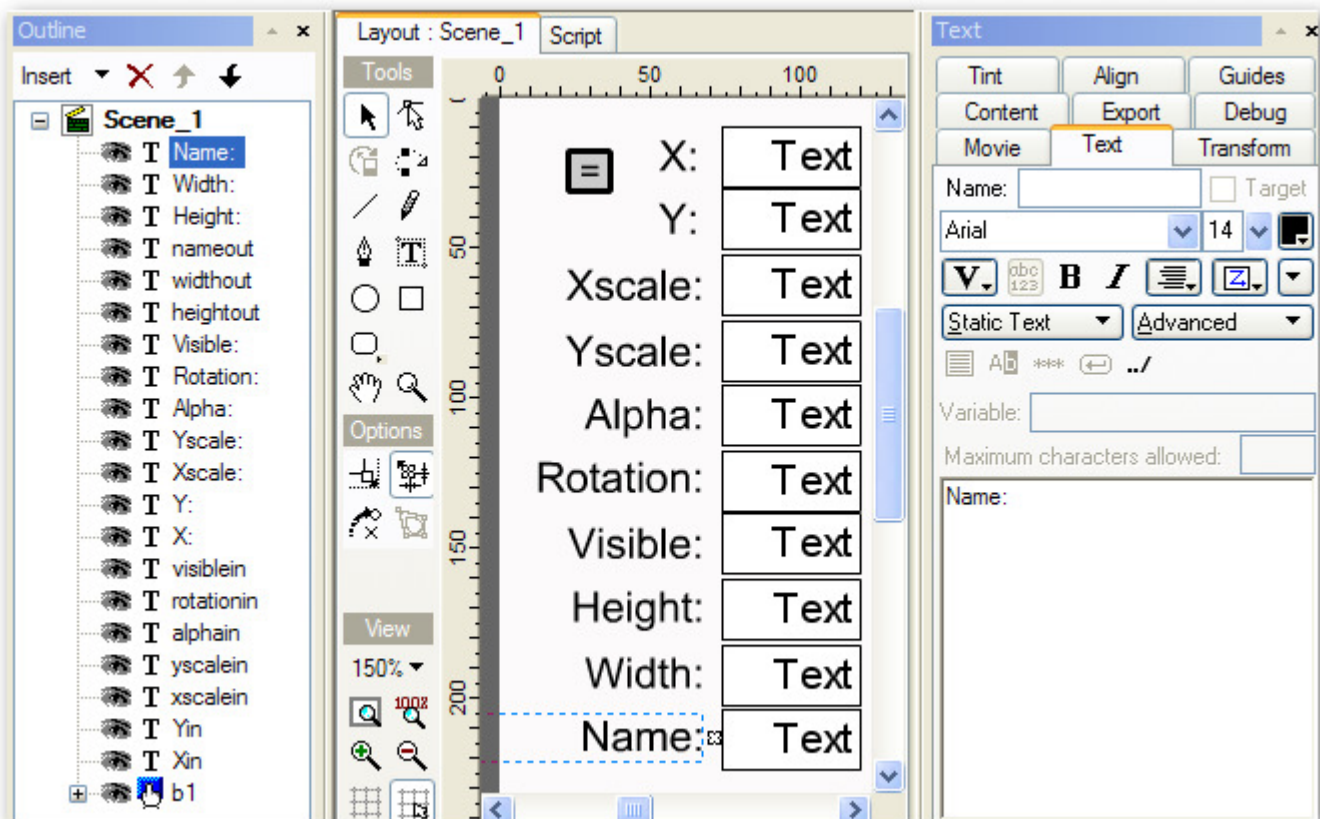 Outline
Insert
Scene_1
T Name:
T Width:
T Height:
T nameout
T widthout
T heightout
T Visible:
T Rotation:
T Alpha:
T Yscale:
T Xscale:
T Y:
T X:
T visiblein
T rotationin
T alphain
T yscalein
T xscalein
T Yin
T Xin
b1
Layout : Scene_1 Script
Tools
0 50 100
50
100
150
200
T
Options
View
150%
100%
= X: Text
Y: Text
Xscale: Text
Yscale: Text
Alpha: Text
Rotation: Text
Visible: Text
Height: Text
Width: Text
Name: Text
Text
Tint Align Guides
Content Export Debug
Movie Text Transform
Name: Target
Arial 14
V abc 123 B I
Static Text Advanced
AB *** ../
Variable:
Maximum characters allowed:
Name: